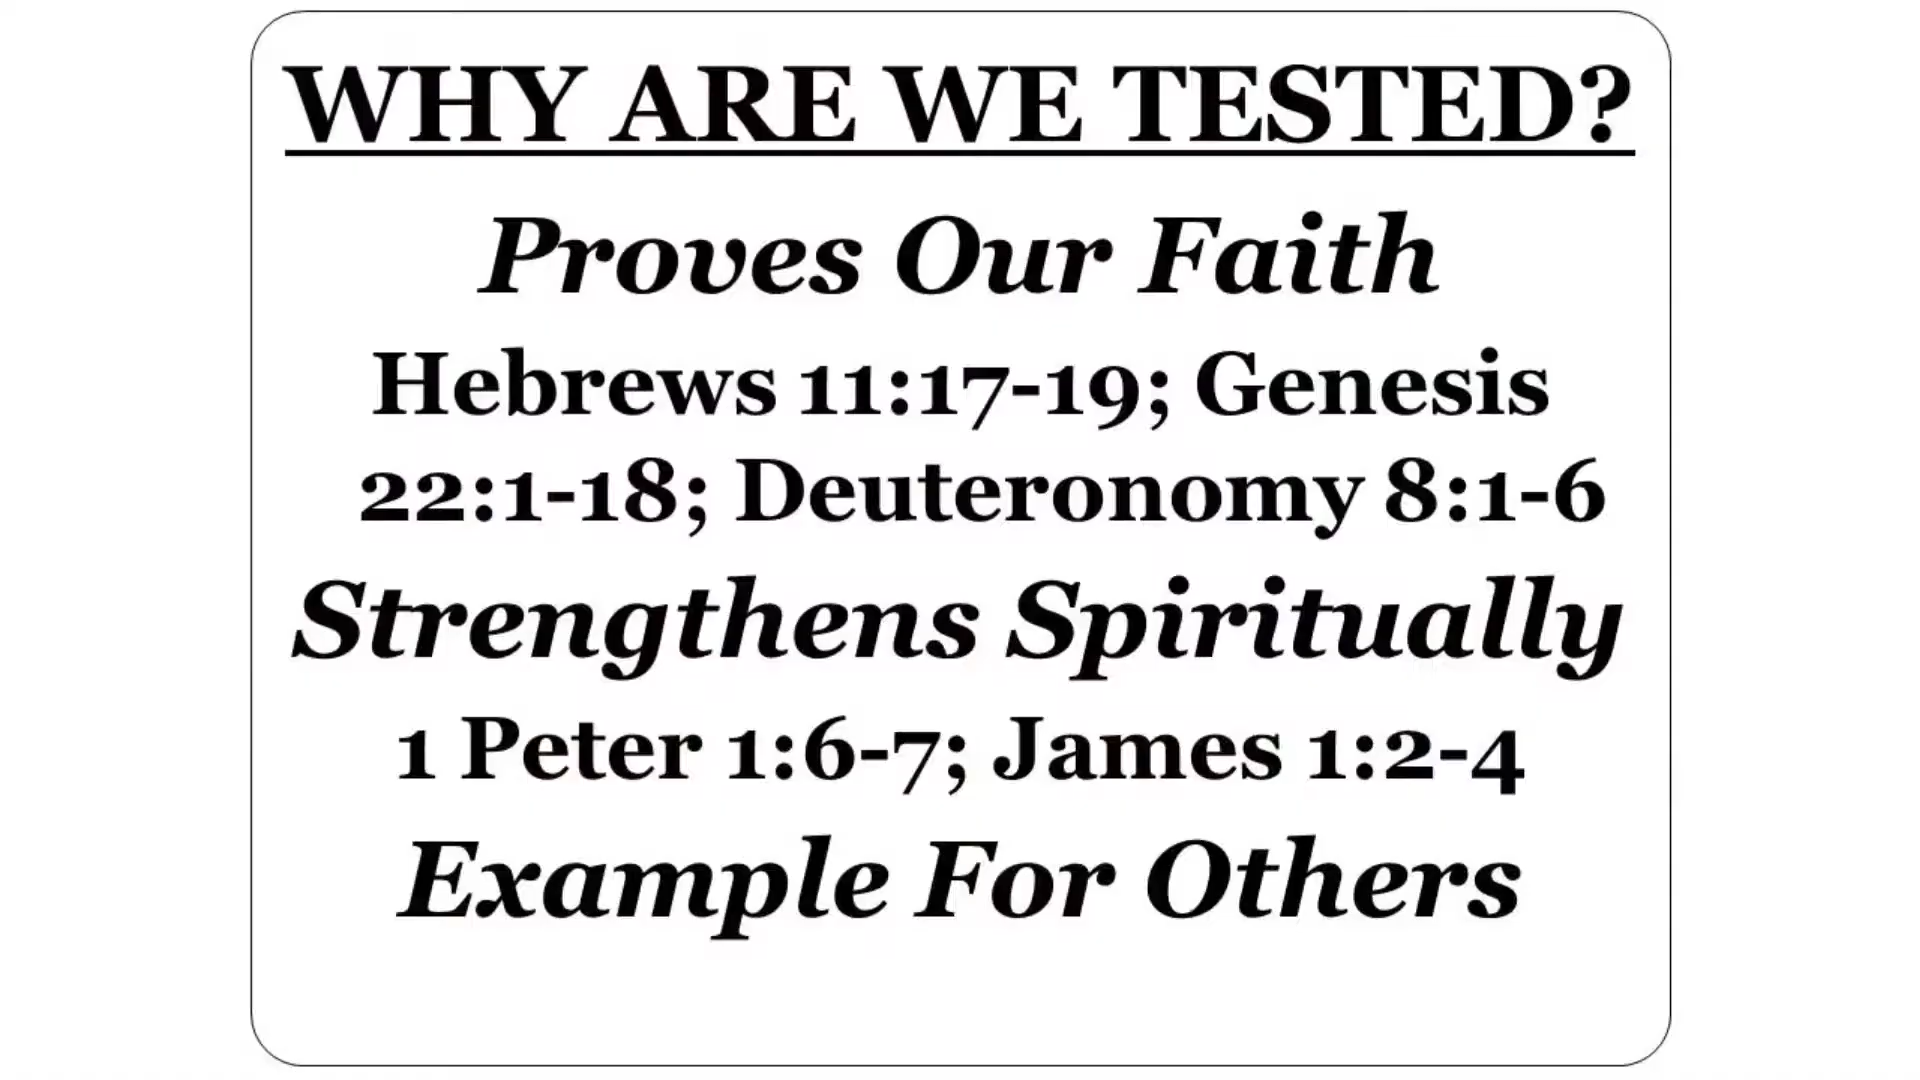 WHY ARE WE TESTED?
Proves Our Faith
Hebrews 11:17-19; Genesis
22:1-18; Deuteronomy 8:1-6
Strengthens Spiritually
1 Peter 1:6-7; James 1:2-4
Example For Others